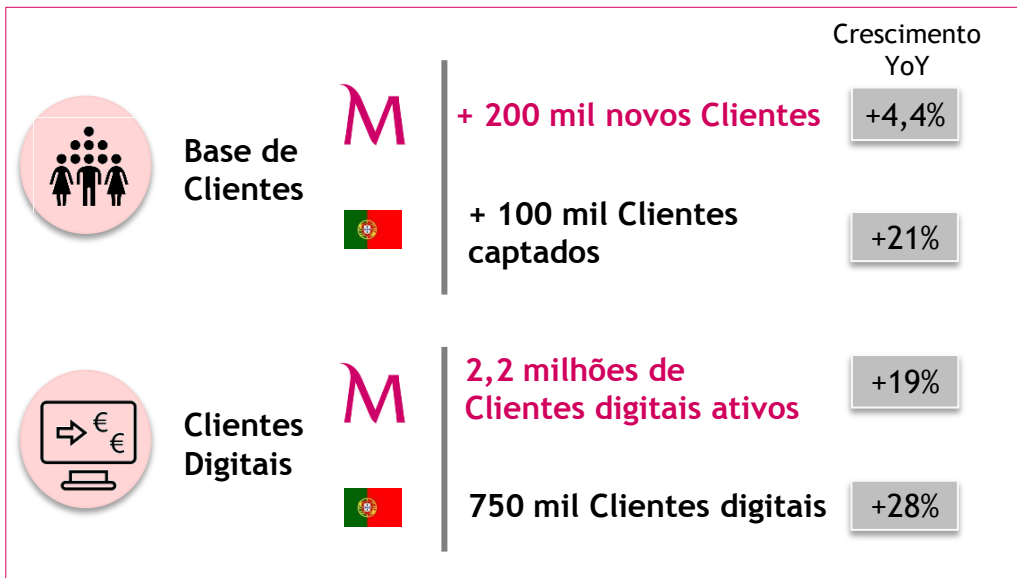 Crescimento
YoY
Base de
Clientes
M
+ 200 mil novos Clientes
+4,4%
+ 100 mil Clientes
captados
+21%
Clientes
Digitais
€
€
M
2,2 milhões de
Clientes digitais ativos
+19%
750 mil Clientes digitais
+28%